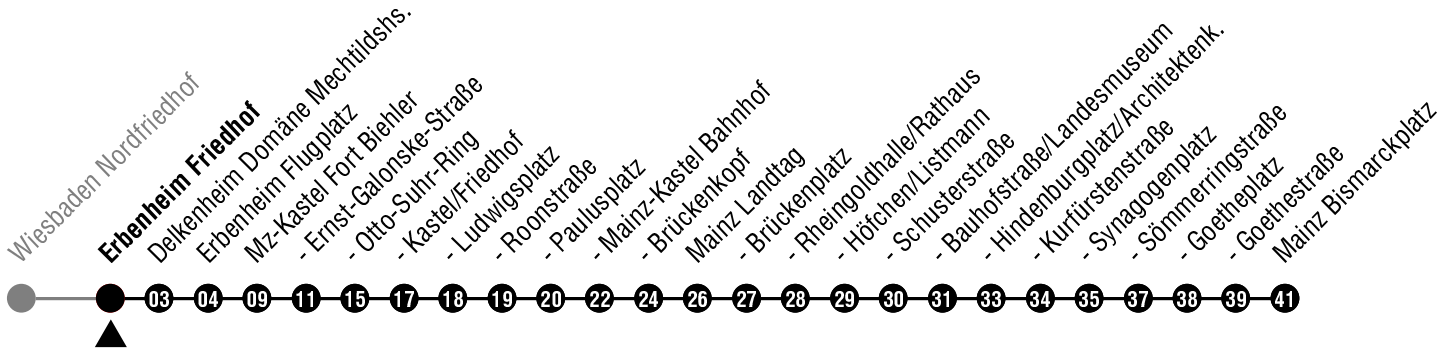 Wiesbaden Nordfriedhof
Erbenheim Friedhof
Delkenheim Domäne Mechtildshs.
Erbenheim Flugplatz
Mz-Kastel Fort Biehler
- Ernst-Galonske-Straße
- Otto-Suhr-Ring
- Kastel/Friedhof
- Ludwigsplatz
- Roonstraße
- Paulusplatz
- Mainz-Kastel Bahnhof
- Brückenkopf
Mainz Landtag
- Brückenplatz
- Rheingoldhalle/Rathaus
- Höfchen/Listmann
- Schusterstraße
- Bauhofstraße/Landesmuseum
- Hindenburgplatz/Architektenk.
- Kurfürstenstraße
- Synagogenplatz
- Sömmerringstraße
- Goetheplatz
- Goethestraße
Mainz Bismarckplatz
03 04 09 11 15 17 18 19 20 22 24 26 27 28 29 30 31 33 34 35 37 38 39 41